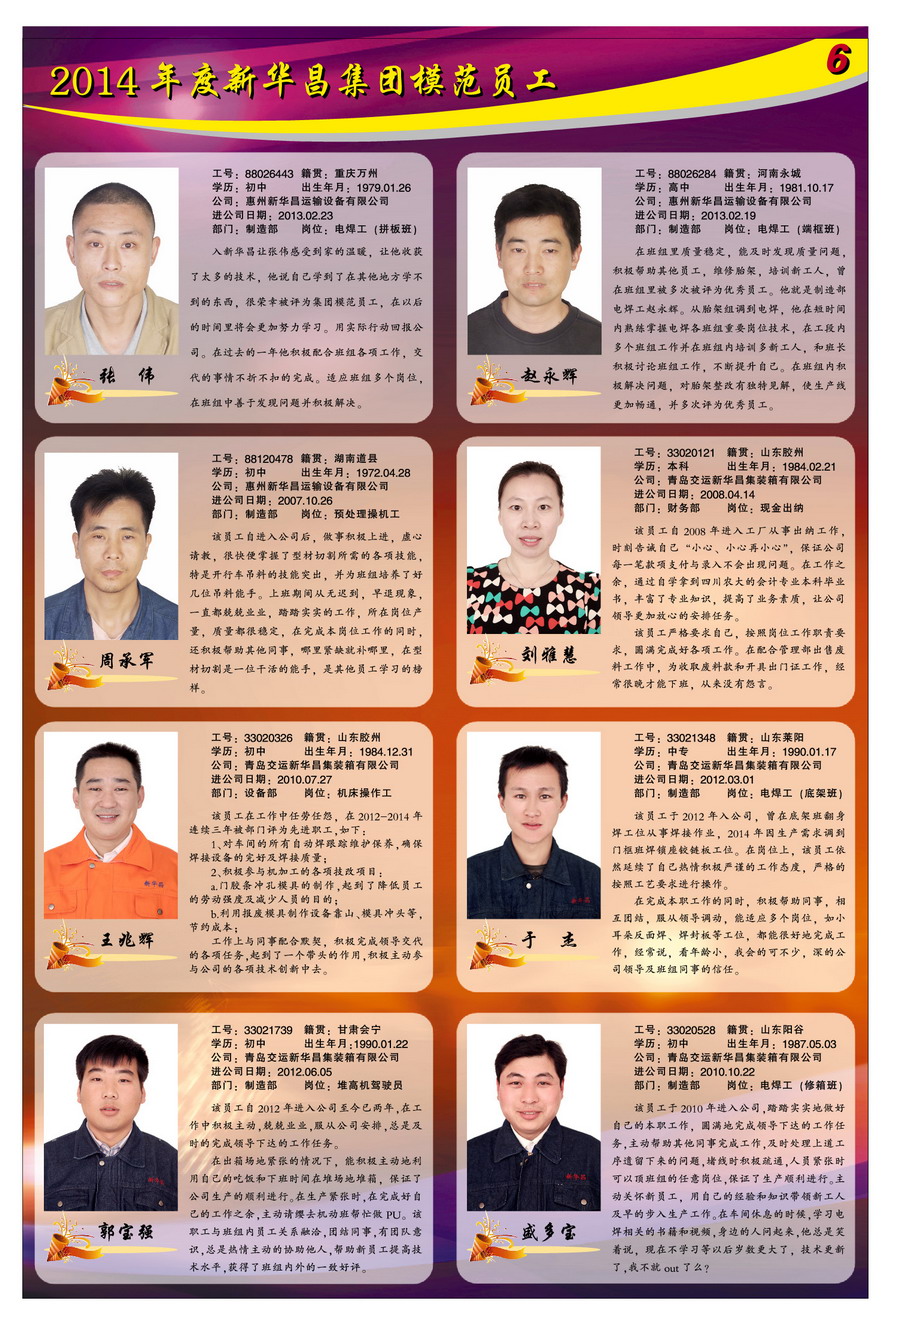 2014 年度新华昌集团模范员工
6
工号：88026443 籍贯：重庆万州
学历：初中 出生年月：1979.01.26
公司：惠州新华昌运输设备有限公司
进公司日期：2013.02.23
部门：制造部 岗位：电焊工（拼板班）
入新华昌让张伟感受到家的温暖，让他收获
了太多的技术，他说自己学到了在其他地方学不
到的东西，很荣幸被评为集团模范员工，在以后
的时间里将会更加努力学习。用实际行动回报公
司。在过去的一年他积极配合班组各项工作，交
代的事情不折不扣的完成。适应班组多个岗位，
在班组中善于发现问题并积极解决。
张 伟
工号：88026284 籍贯：河南永城
学历：高中 出生年月：1981.10.17
公司：惠州新华昌运输设备有限公司
进公司日期：2013.02.19
部门：制造部 岗位：电焊工（端框班）
在班组里质量稳定，能及时发现质量问题，
积极帮助其他员工，维修胎架，培训新工人，曾
在班组里被多次被评为优秀员工。他就是制造部
电焊工赵永辉。从胎架组调到电焊，他在短时间
内熟练掌握电焊各班组重要岗位技术，在工段内
多个班组工作并在班组内培训多新工人，和班长
积极讨论班组工作，不断提升自己。在班组内积
极解决问题，对胎架整改有独特见解，使生产线
更加畅通，并多次评为优秀员工。
赵永辉
工号：88120478 籍贯：湖南道县
学历：初中 出生年月：1972.04.28
公司：惠州新华昌运输设备有限公司
进公司日期：2007.10.26
部门：制造部 岗位：预处理操机工
该员工自进入公司后，做事积极上进，虚心
请教，很快便掌握了型材切割所需的各项技能，
特是开行车吊料的技能突出，并为班组培养了好
几位吊料能手。上班期间从无迟到，早退现象，
一直都兢兢业业，踏踏实实的工作，所在岗位产
量，质量都很稳定，在完成本岗位工作的同时，
还积极帮助其他同事，哪里紧缺就补哪里，在型
材切割是一位干活的能手，是其他员工学习的榜
样。
周承军
工号：33020121 籍贯：山东胶州
学历：本科 出生年月：1984.02.21
公司：青岛交运新华昌集装箱有限公司
进公司日期：2008.04.14
部门：财务部 岗位：现金出纳
该员工自 2008 年进入工厂从事出纳工作，
时刻告诫自己“小心、小心再小心”，保证公司
每一笔款项支付与录入不会出现问题。在工作之
余，通过自学拿到四川农大的会计专业本科毕业
书，丰富了专业知识，提高了业务素质，让公司
领导更加放心的安排任务。
该员工严格要求自己，按照岗位工作职责要
求，圆满完成好各项工作。在配合管理部出售废
料工作中，为收取废料款和开具出门证工作，经
常很晚才能下班，从来没有怨言。
刘雅慧
工号：33020326 籍贯：山东胶州
学历：初中 出生年月：1984.12.31
公司：青岛交运新华昌集装箱有限公司
进公司日期：2010.07.27
部门：设备部 岗位：机床操作工
该员工在工作中任劳任怨，在 2012-2014 年
连续三年被部门评为先进职工,如下：
1、对车间的所有自动焊跟踪维护保养,确保
焊接设备的完好及焊接质量；
2、积极参与机加工的各项技改项目：
a.门胶条冲孔模具的制作,起到了降低员工
的劳动强度及减少人员的目的；
b.利用报废模具制作设备靠山、模具冲头等，
节约成本；
工作上与同事配合默契，积极完成领导交代
的各项任务,起到了一个带头的作用,积极主动参
与公司的各项技术创新中去。
王兆辉
工号：33021348 籍贯：山东莱阳
学历：中专 出生年月：1990.01.17
公司：青岛交运新华昌集装箱有限公司
进公司日期：2012.03.01
部门：制造部 岗位：电焊工（底架班）
该员工于 2012 年入公司，曾在底架班翻身
焊工位从事焊接作业，2014 年因生产需求调到
门框班焊锁座铰链板工位。在岗位上，该员工依
然延续了自己热情积极严谨的工作态度，严格的
按照工艺要求进行操作。
在完成本职工作的同时，积极帮助同事，相
互团结，服从领导调动，能适应多个岗位，如小
耳朵反面焊、焊封板等工位，都能很好地完成工
作，经常说，看年龄小，我会的可不少，深的公
司领导及班组同事的信任。
于 杰
工号：33021739 籍贯：甘肃会宁
学历：初中 出生年月:1990.01.22
公司：青岛交运新华昌集装箱有限公司
进公司日期：2012.06.05
部门：制造部 岗位：堆高机驾驶员
该员工自 2012 年进入公司至今已两年,在工
作中积极主动,兢兢业业,服从公司安排,总是及
时的完成领导下达的工作任务。
在出箱场地紧张的情况下，能积极主动地利
用自己的吃饭和下班时间在堆场地堆箱，保证了
公司生产的顺利进行。在生产紧张时,在完成好自
己的工作之余,主动请缨去机动班帮忙做 PU。该
职工与班组内员工关系融洽,团结同事,有团队意
识,总是热情主动的协助他人,帮助新员工提高技
术水平,获得了班组内外的一致好评。
郭宝强
工号：33020528 籍贯：山东阳谷
学历：初中 出生年月：1987.05.03
公司：青岛交运新华昌集装箱有限公司
进公司日期：2010.10.22
部门：制造部 岗位：电焊工（修箱班）
该员工于 2010 年进入公司,踏踏实实地做好
自己的本职工作，圆满地完成领导下达的工作任
务,主动帮助其他同事完成工作,及时处理上道工
序遗留下来的问题,堵线时积极疏通,人员紧张时
可以顶班组的任意岗位,保证了生产顺利进行。主
动关怀新员工，用自己的经验和知识带领新工人
及早的步入生产工作。在车间休息的时候,学习电
焊相关的书籍和视频,身边的人问起来,他总是笑
着说，现在不学习等以后岁数更大了，技术更新
了,我不就 out 了么？
盛多宝